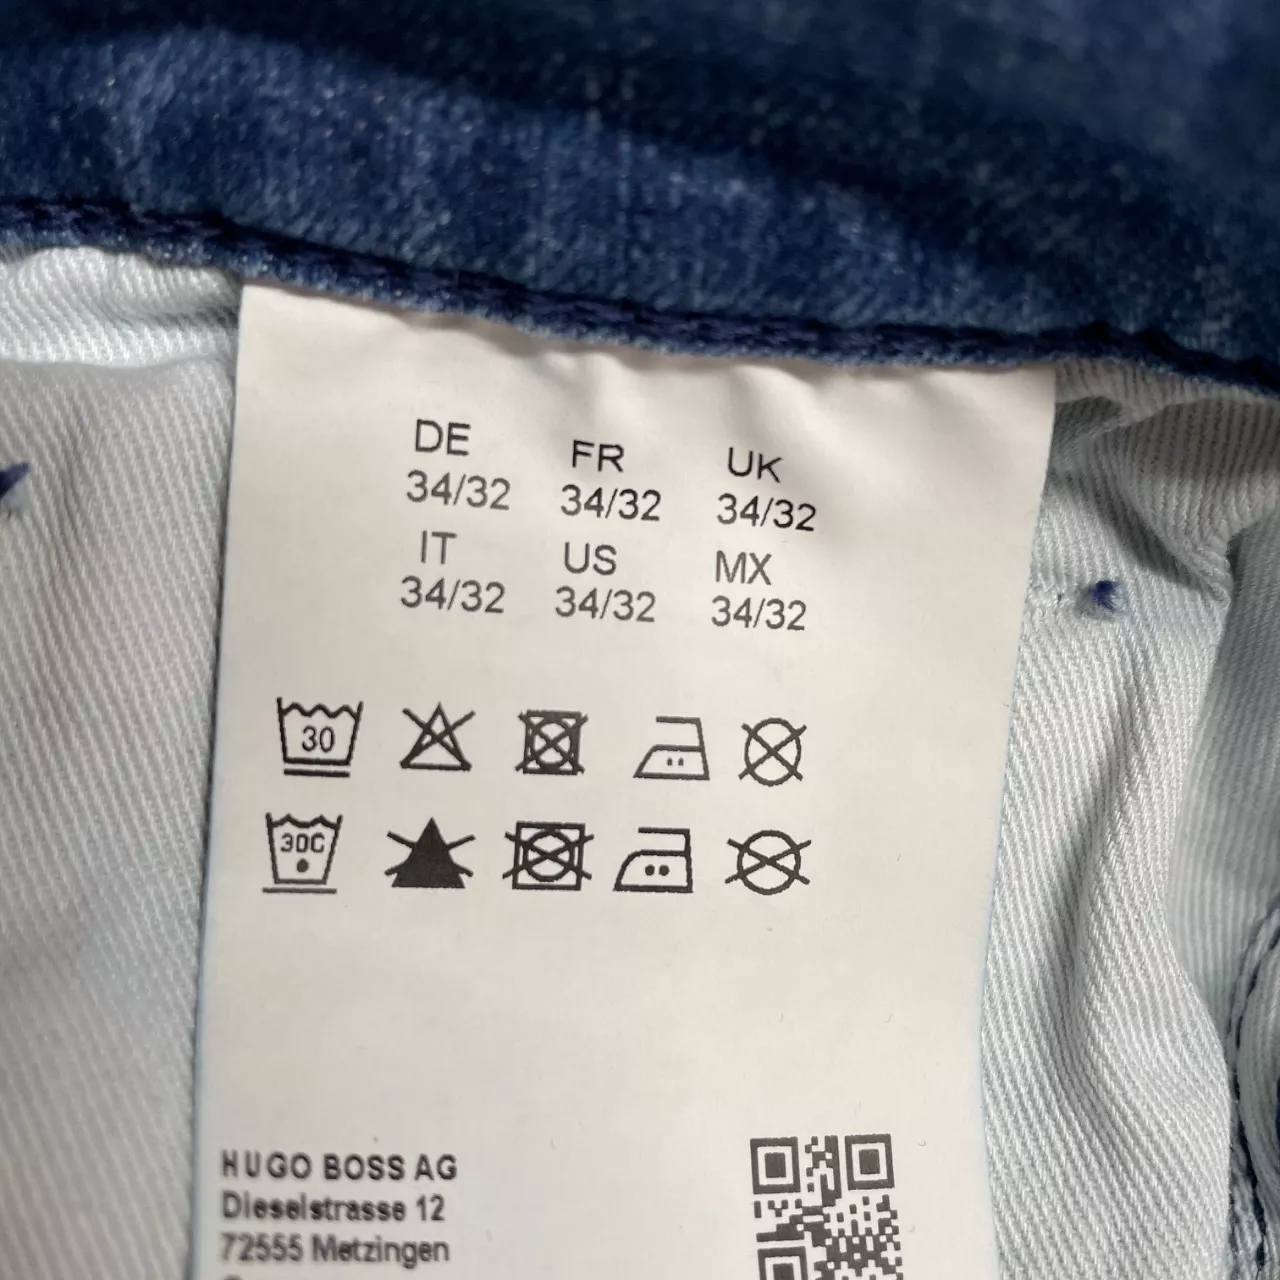 DE FR UK
34/32 34/32 34/32
IT US MX
34/32 34/32 34/32
30
30C
HUGO BOSS AG
Dieselstrasse 12
72555 Metzingen